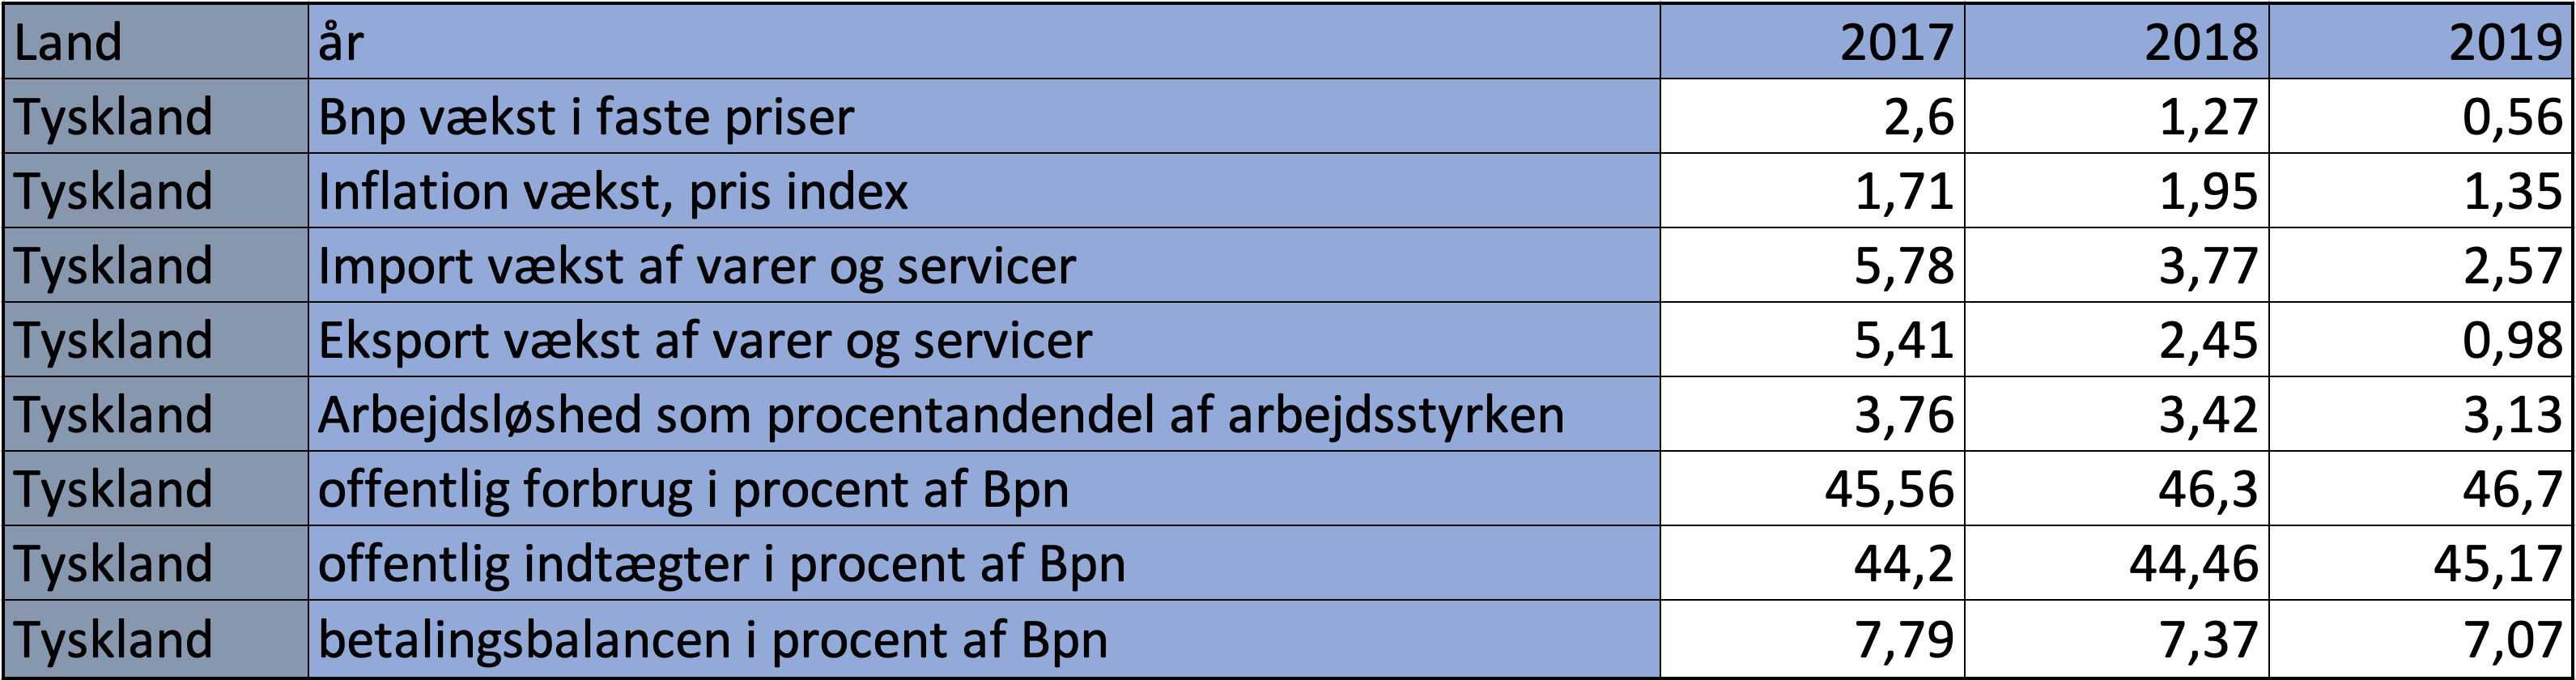 Land år 2017 2018 2019
Tyskland Bnp vækst i faste priser 2,6 1,27 0,56
Tyskland Inflation vækst, pris index 1,71 1,95 1,35
Tyskland Import vækst af varer og servicer 5,78 3,77 2,57
Tyskland Eksport vækst af varer og servicer 5,41 2,45 0,98
Tyskland Arbejdsløshed som procentandendel af arbejdsstyrken 3,76 3,42 3,13
Tyskland offentlig forbrug i procent af Bpn 45,56 46,3 46,7
Tyskland offentlig indtægter i procent af Bpn 44,2 44,46 45,17
Tyskland betalingsbalancen i procent af Bpn 7,79 7,37 7,07